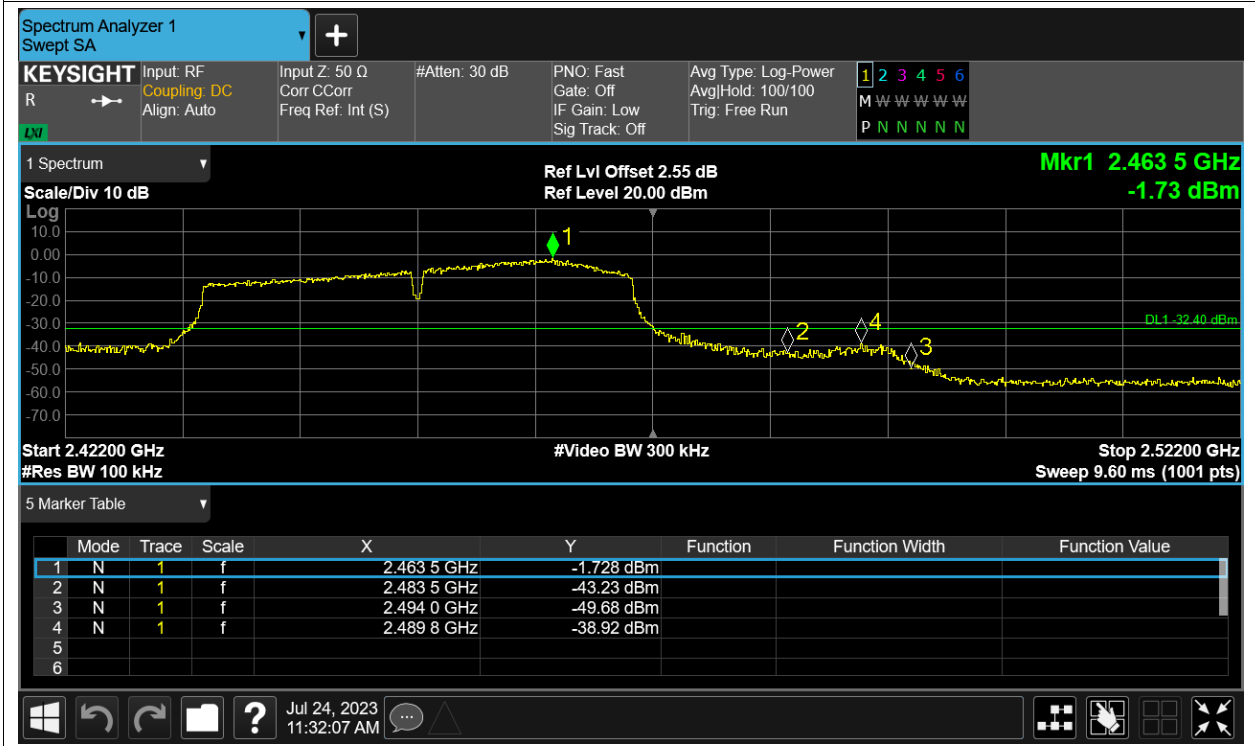 Spectrum Analyzer 1
Swept SA
KEYSIGHT Input: RF Input Z: 50 Ω #Atten: 30 dB PNO: Fast Avg Type: Log-Power 1 2 3 4 5 6
R Coupling: DC Corr CCorr Gate: Off Avg|Hold: 100/100 M W W W W W
Align: Auto Freq Ref: Int (S) IF Gain: Low Trig: Free Run
LXI Sig Track: Off P N N N N N
1 Spectrum Ref Lvl Offset 2.55 dB Mkr1 2.463 5 GHz
Scale/Div 10 dB Ref Level 20.00 dBm -1.73 dBm
Log
10.0
0.00
-10.0
-20.0
-30.0
-40.0
-50.0
-60.0
-70.0
1
2
4
3
DL1 -32.40 dBm
Start 2.42200 GHz #Video BW 300 kHz Stop 2.52200 GHz
#Res BW 100 kHz Sweep 9.60 ms (1001 pts)
5 Marker Table
Mode Trace Scale X Y Function Function Width Function Value
1 N 1 f 2.463 5 GHz -1.728 dBm
2 N 1 f 2.483 5 GHz -43.23 dBm
3 N 1 f 2.494 0 GHz -49.68 dBm
4 N 1 f 2.489 8 GHz -38.92 dBm
5
6
? Jul 24, 2023
11:32:07 AM